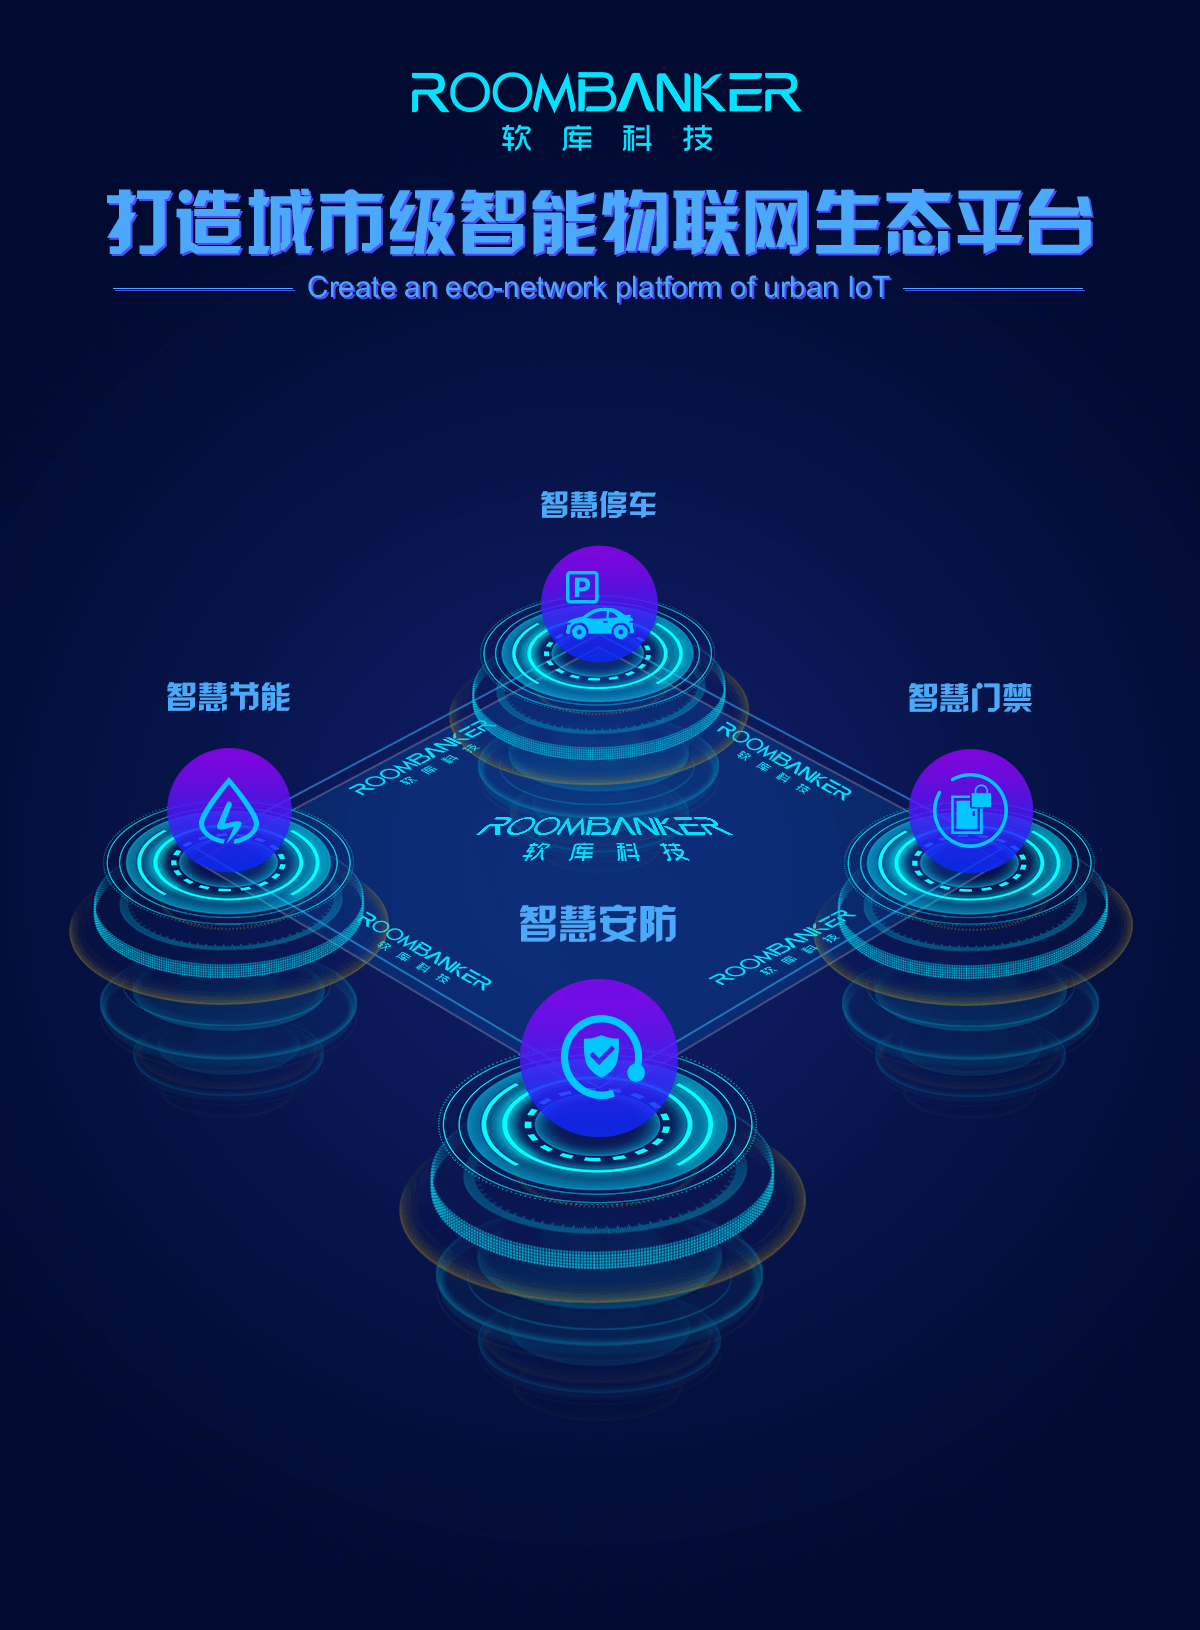 ROOMBANKER
软库科技
打造城市级智能物联网生态平台
Create an eco-network platform of urban IoT
智慧停车
P
智慧节能
智慧门禁
ROOMBANKER
软库科技
ROOMBANKER
软库科技
ROOMBANKER
软库科技
智慧安防
ROOMBANKER
软库科技
ROOMBANKER
软库科技